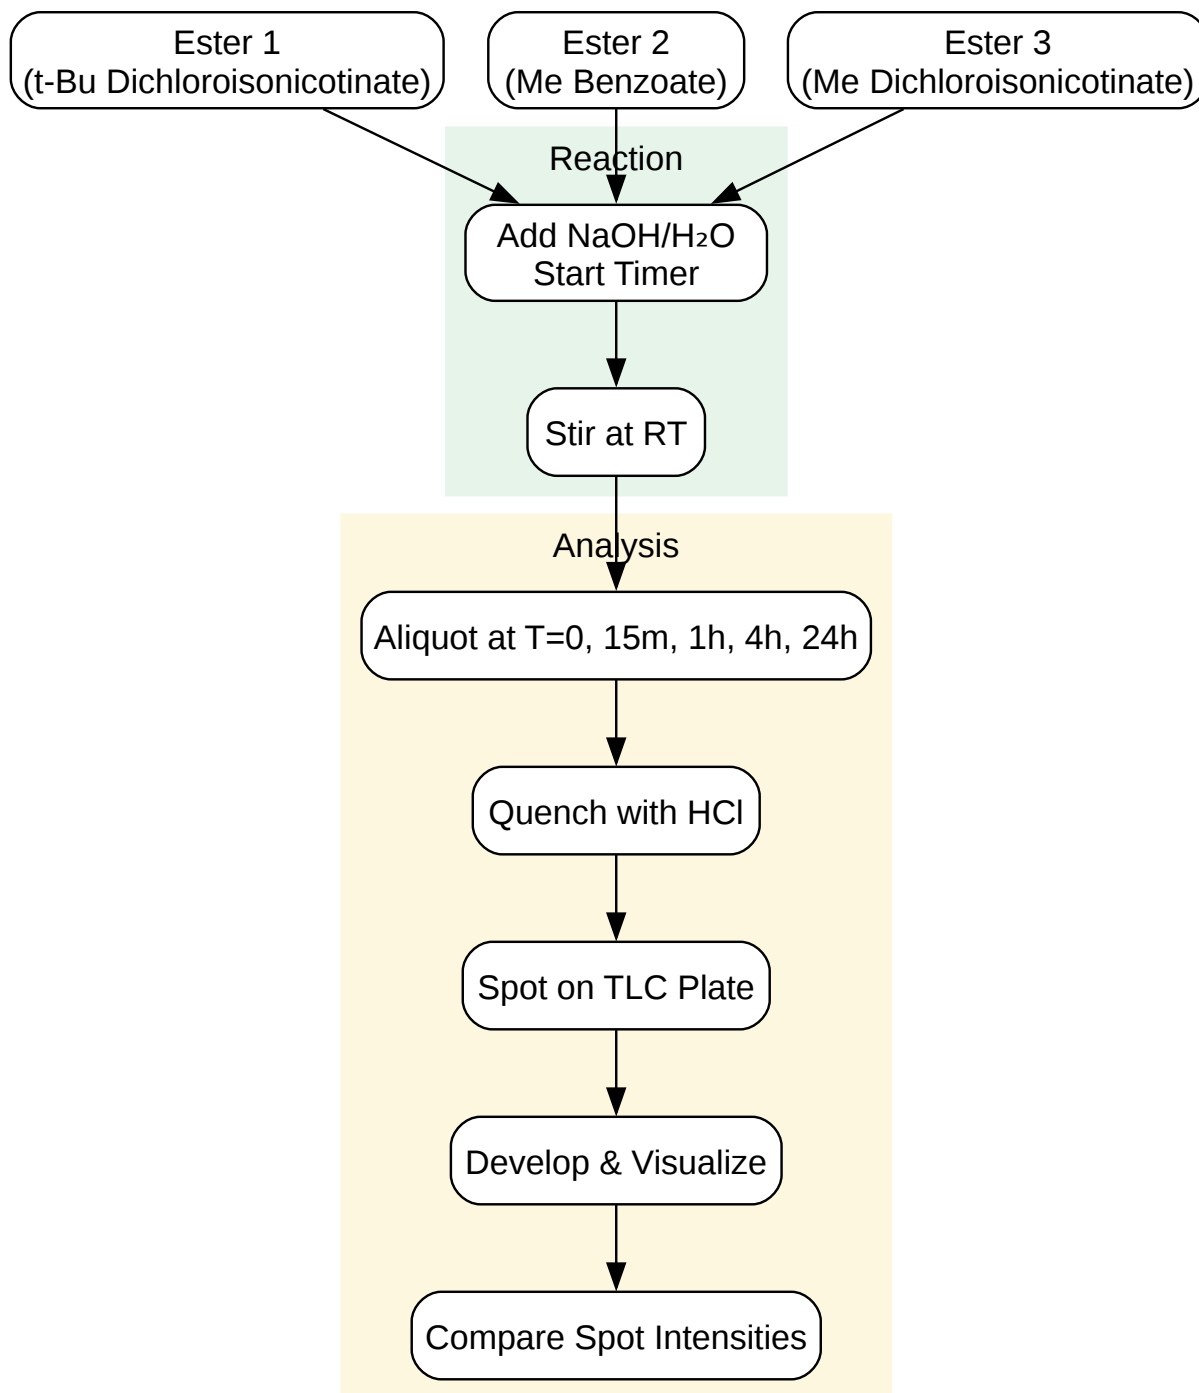 Ester 1
(t-Bu Dichloroisonicotinate)
Ester 2
(Me Benzoate)
Ester 3
(Me Dichloroisonicotinate)
Reaction
Add NaOH/H₂O
Start Timer
Stir at RT
Analysis
Aliquot at T=0, 15m, 1h, 4h, 24h
Quench with HCl
Spot on TLC Plate
Develop & Visualize
Compare Spot Intensities